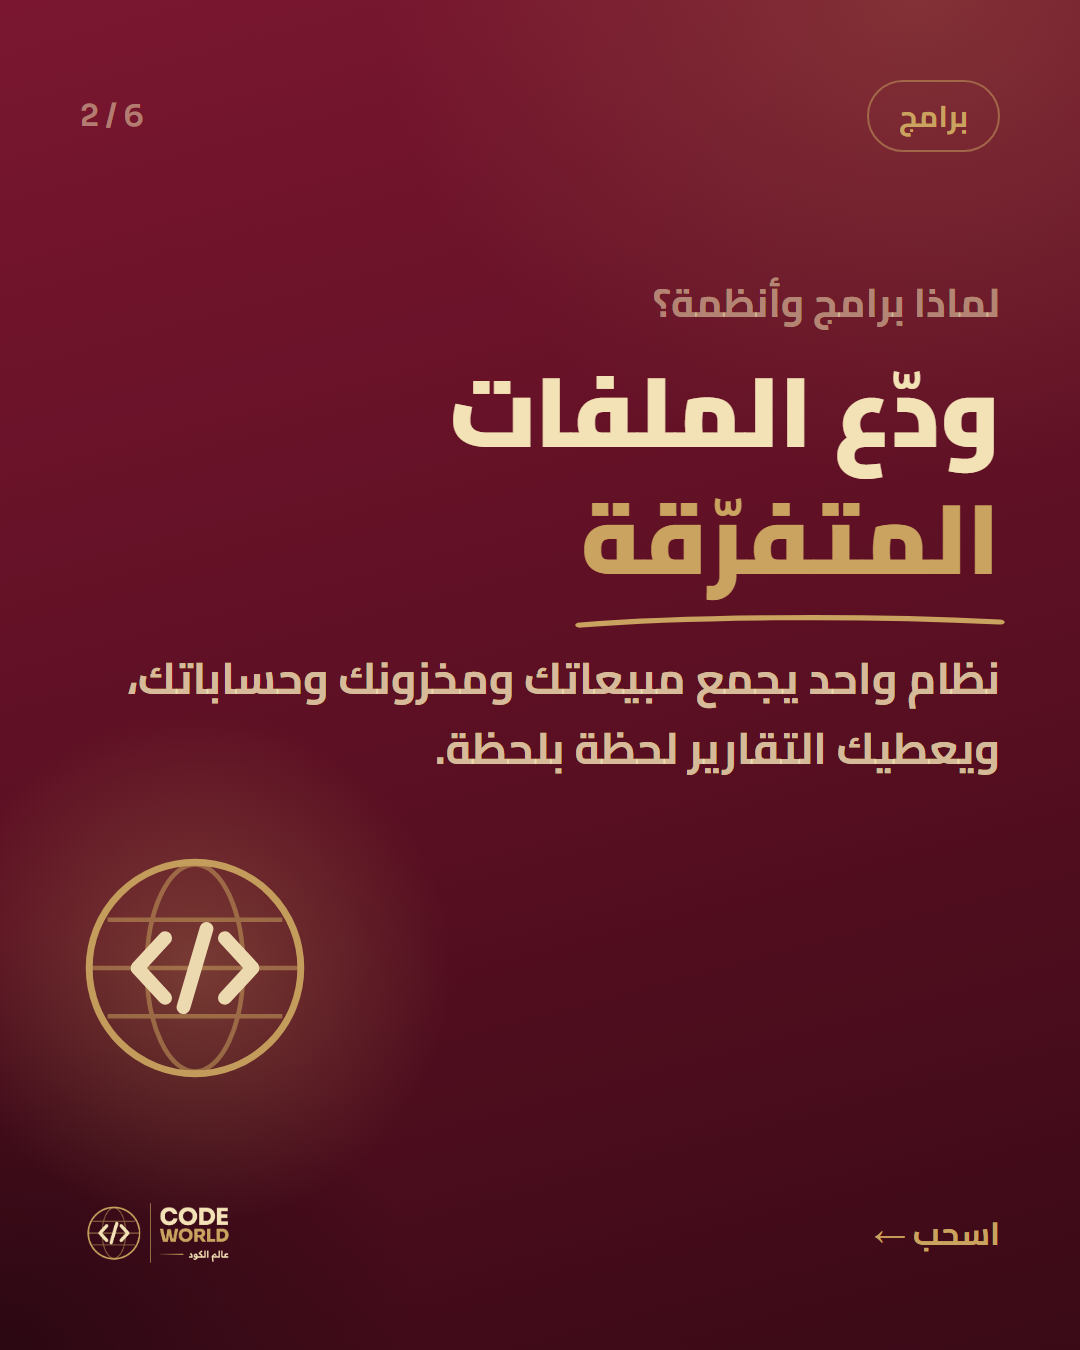 برامج
2 / 6
لماذا برامج وأنظمة؟
ودّع الملفات
المتفرّقة
نظام واحد يجمع مبيعاتك ومخزونك وحساباتك،
ويعطيك التقارير لحظة بلحظة.
</>
اسحب ←
</>
CODE
WORLD
عالم الكود